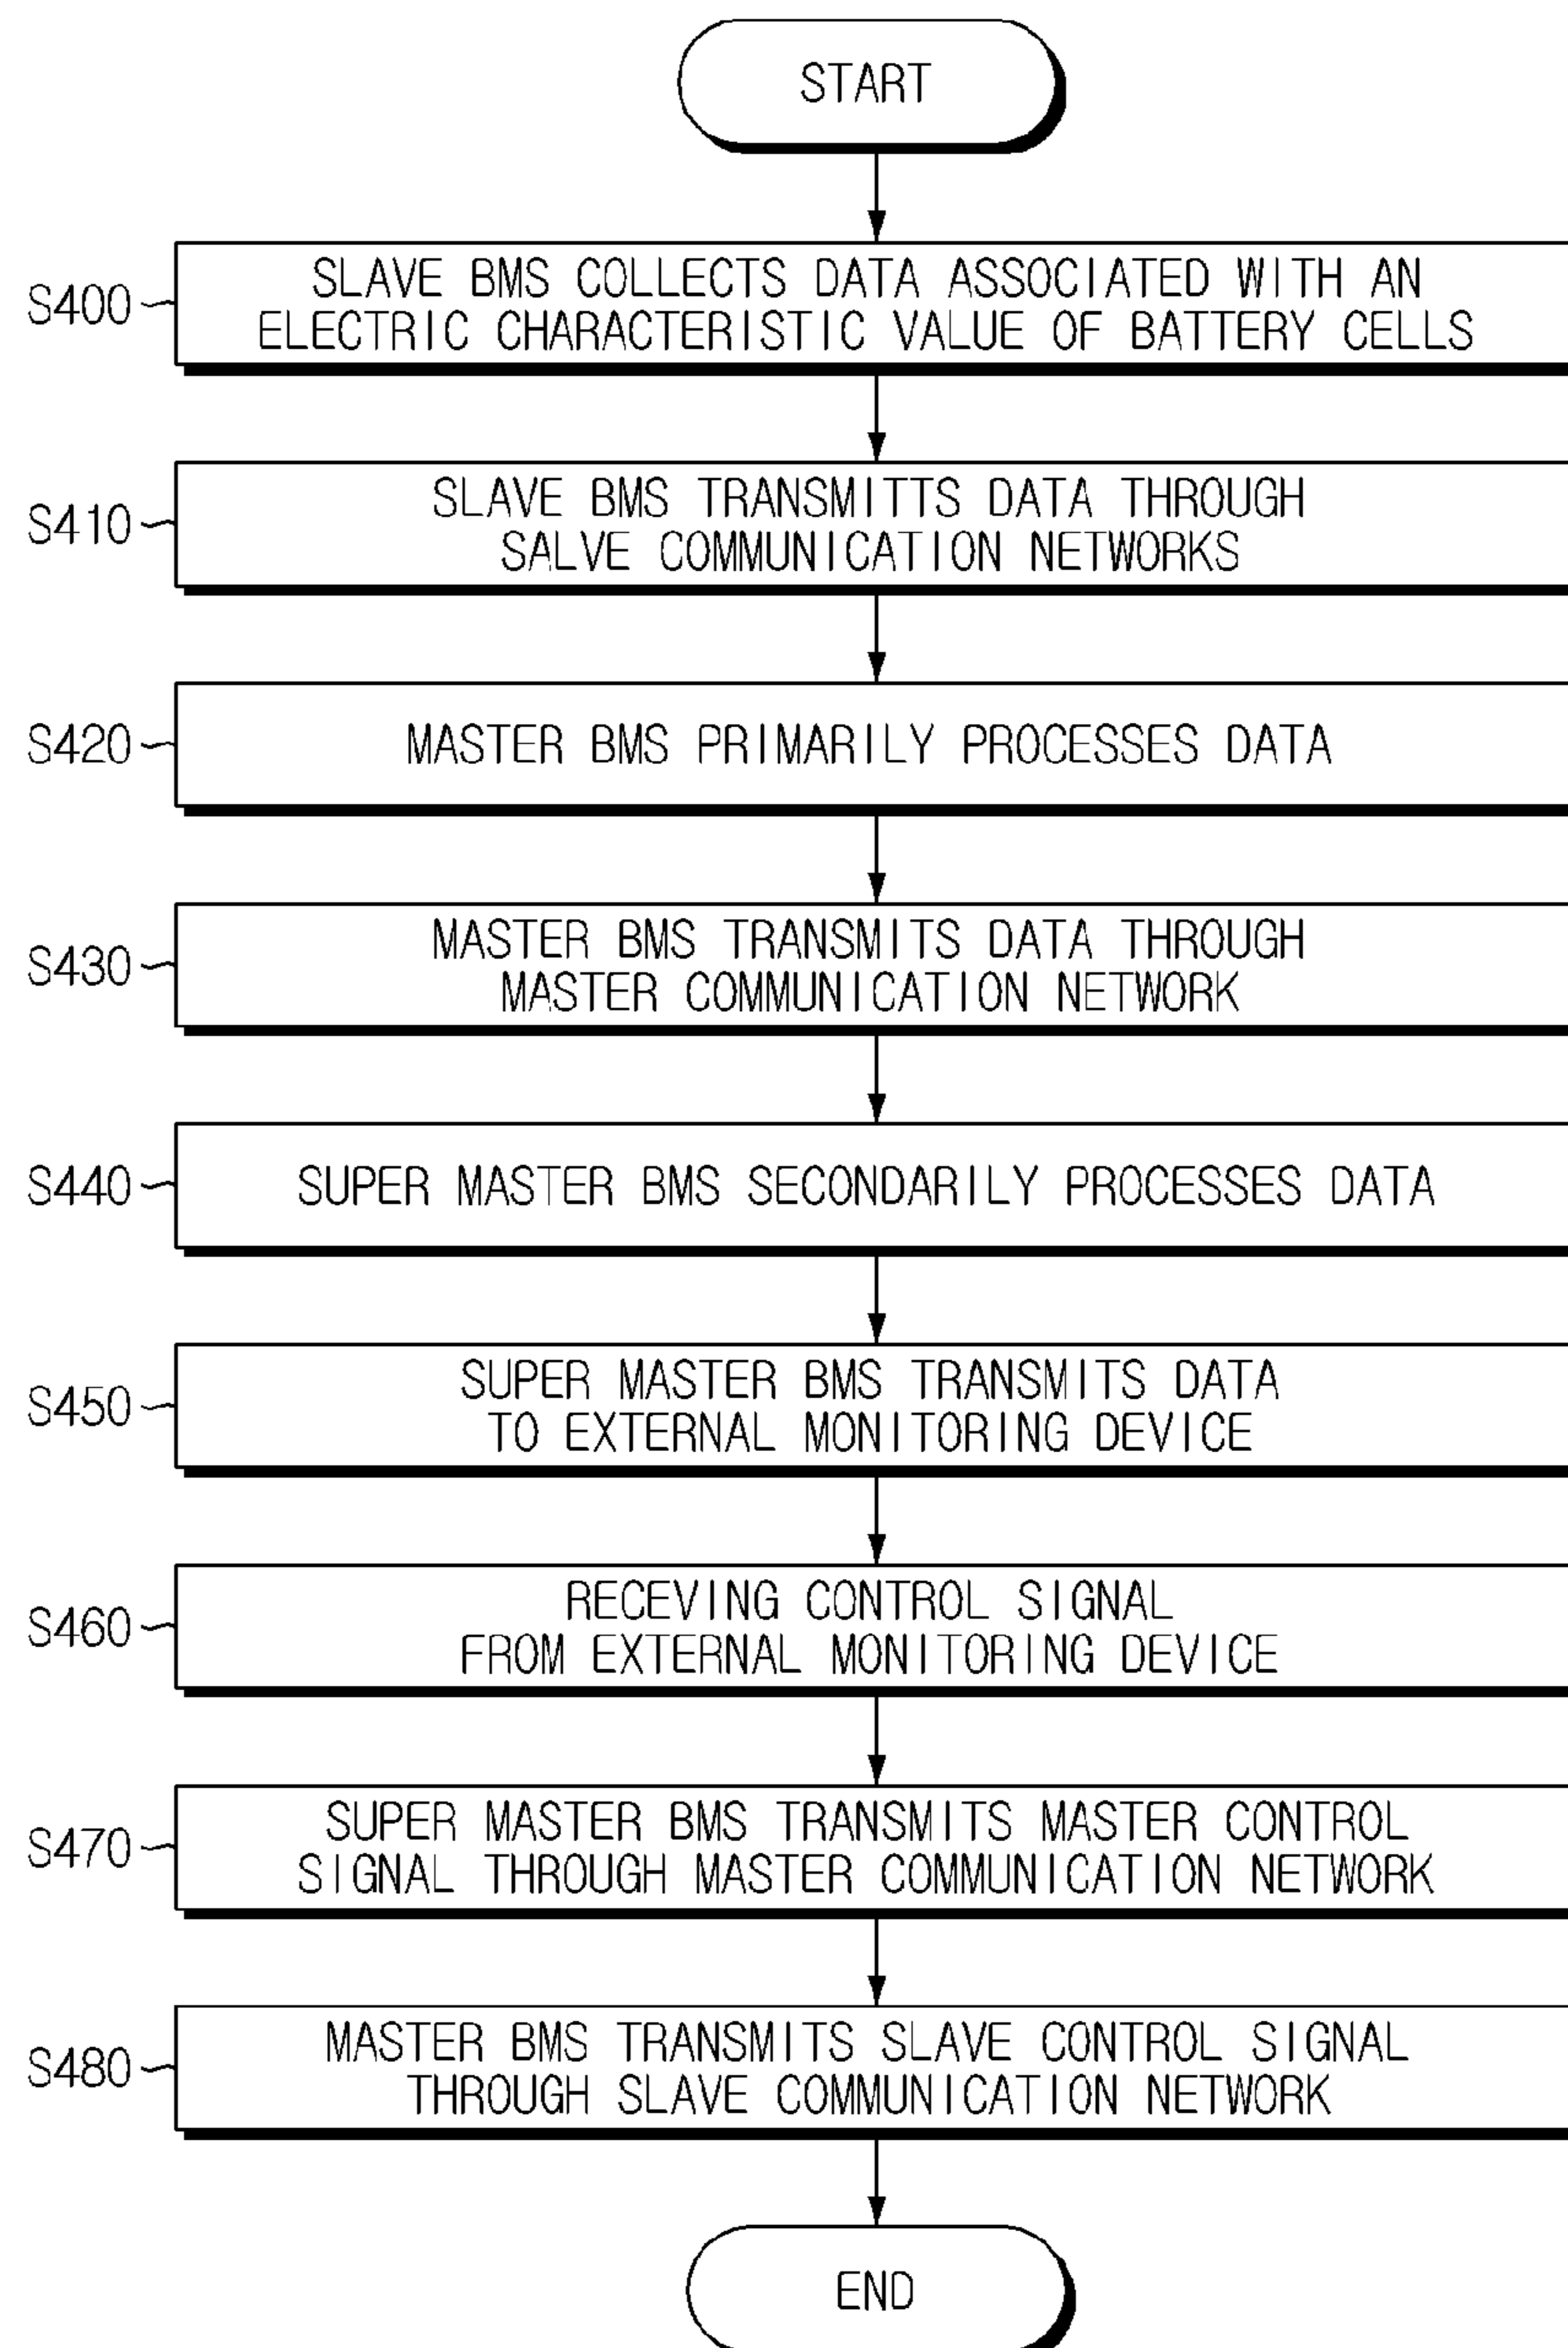 START
S400
SLAVE BMS COLLECTS DATA ASSOCIATED WITH AN
ELECTRIC CHARACTERISTIC VALUE OF BATTERY CELLS
S410
SLAVE BMS TRANSMITTS DATA THROUGH
SALVE COMMUNICATION NETWORKS
S420
MASTER BMS PRIMARILY PROCESSES DATA
S430
MASTER BMS TRANSMITS DATA THROUGH
MASTER COMMUNICATION NETWORK
S440
SUPER MASTER BMS SECONDARILY PROCESSES DATA
S450
SUPER MASTER BMS TRANSMITS DATA
TO EXTERNAL MONITORING DEVICE
S460
RECEVING CONTROL SIGNAL
FROM EXTERNAL MONITORING DEVICE
S470
SUPER MASTER BMS TRANSMITS MASTER CONTROL
SIGNAL THROUGH MASTER COMMUNICATION NETWORK
S480
MASTER BMS TRANSMITS SLAVE CONTROL SIGNAL
THROUGH SLAVE COMMUNICATION NETWORK
END